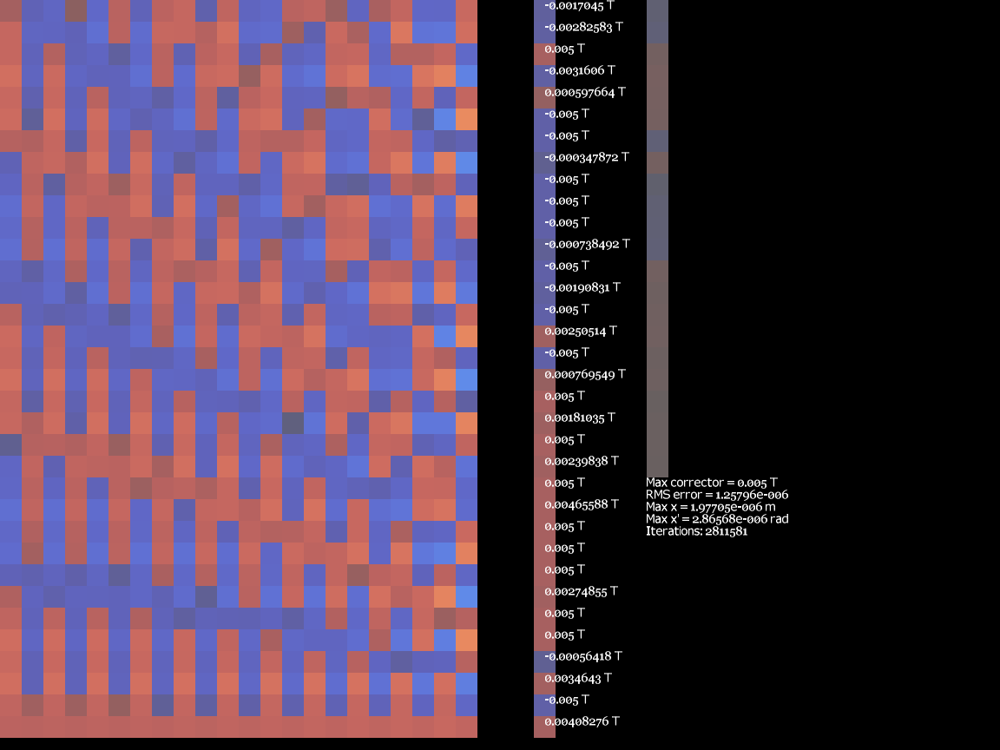 -0.0017045 T
-0.00282583 T
0.005 T
-0.0031606 T
0.000597664 T
-0.005 T
-0.005 T
-0.000347872 T
-0.005 T
-0.005 T
-0.005 T
-0.000738492 T
-0.005 T
-0.00190831 T
-0.005 T
0.00250514 T
-0.005 T
0.000769549 T
0.005 T
0.00181035 T
0.005 T
0.00239838 T
0.005 T
0.00465588 T
0.005 T
0.005 T
0.005 T
0.00274855 T
0.005 T
0.005 T
-0.00056418 T
0.0034643 T
-0.005 T
0.00408276 T
Max corrector = 0.005 T
RMS error = 1.25796e-006
Max x = 1.97705e-006 m
Max x' = 2.86568e-006 rad
Iterations: 2811581